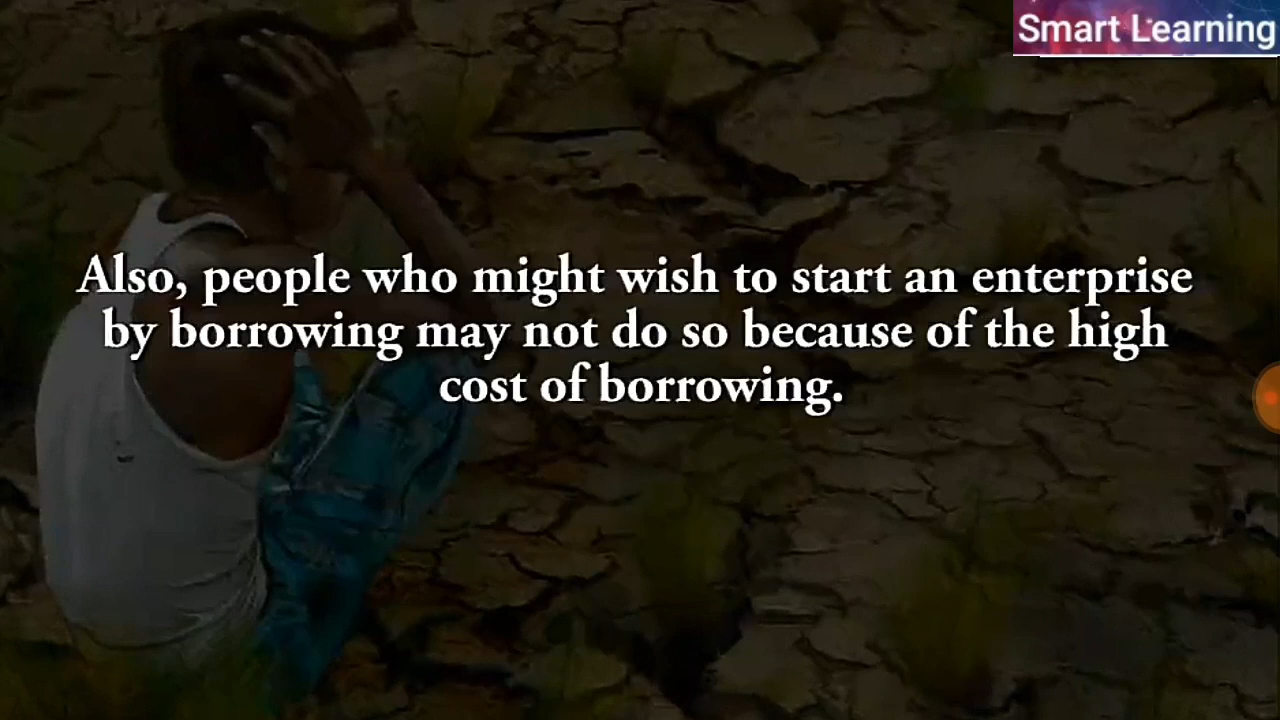 Smart Learning
Also, people who might wish to start an enterprise
by borrowing may not do so because of the high
cost of borrowing.